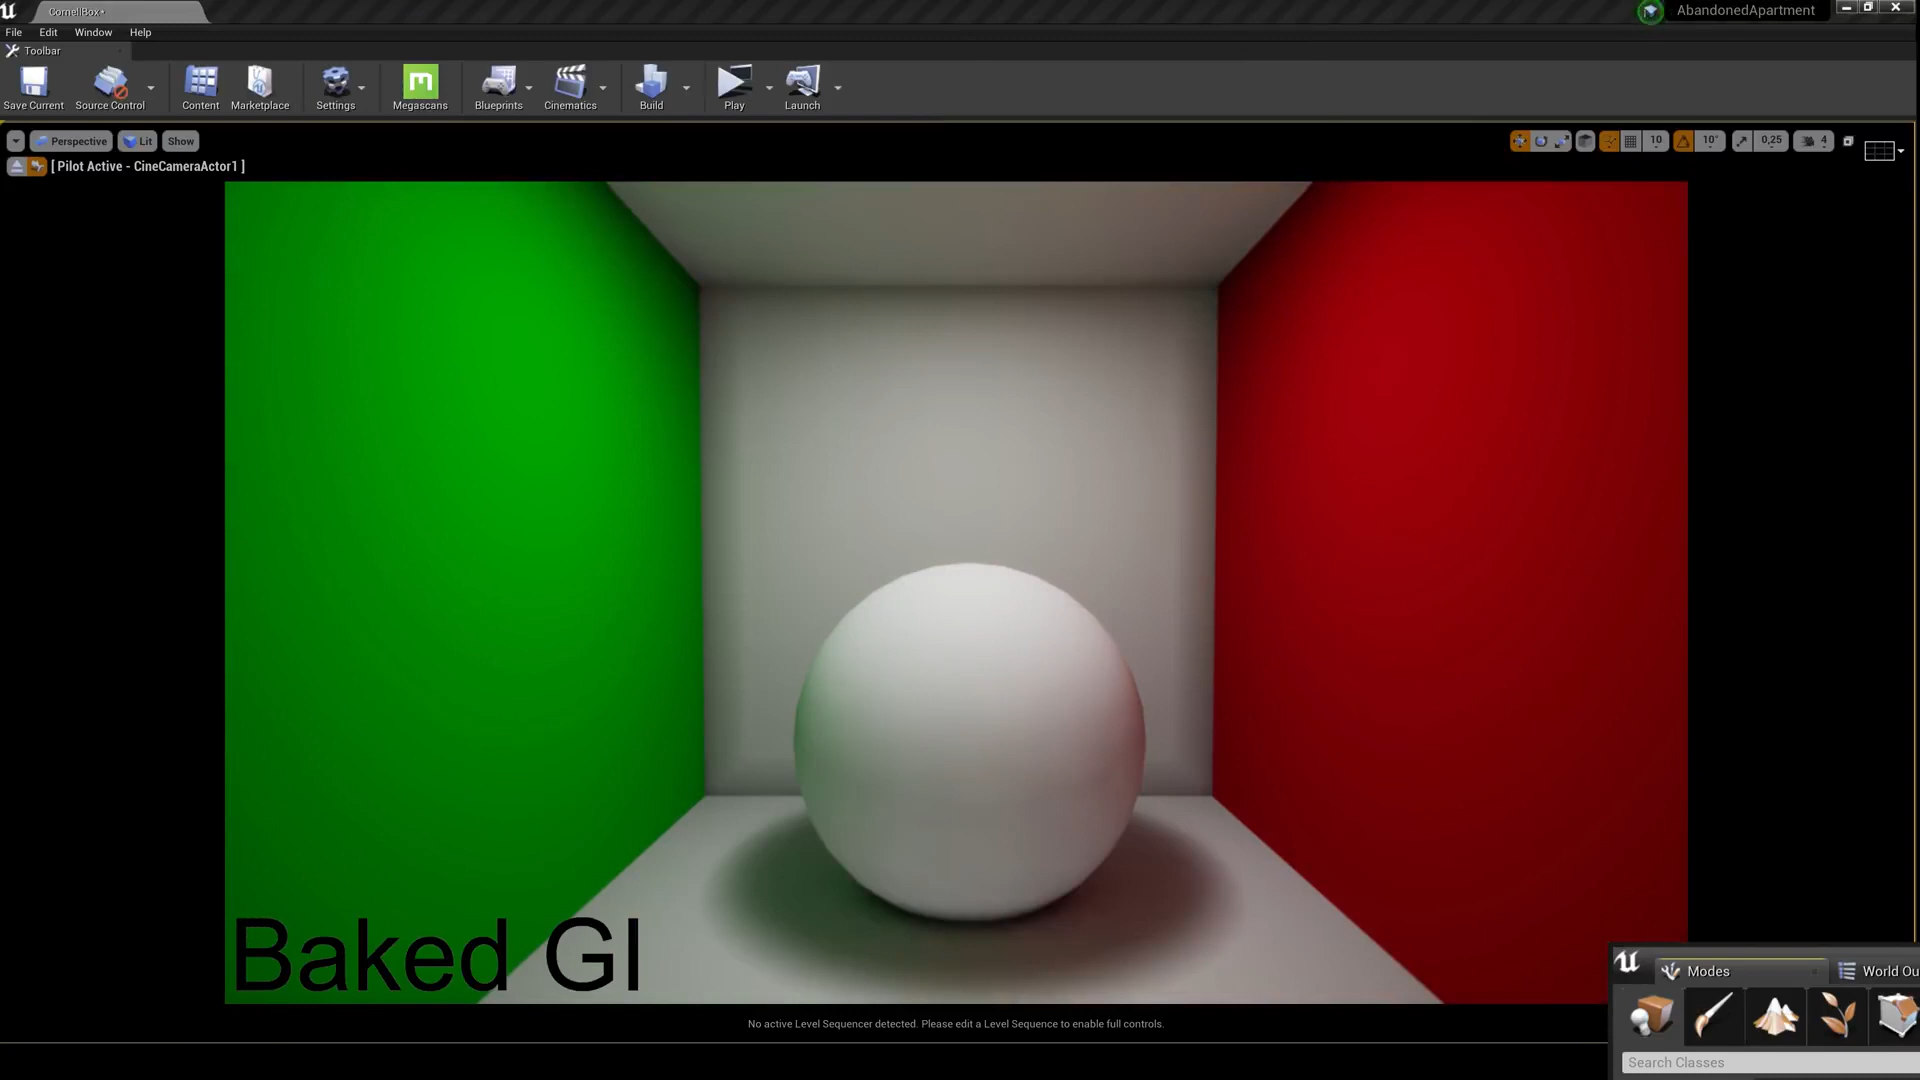 CornellBox•
AbandonedApartment
File Edit Window Help
Toolbar
Save Current Source Control Content Marketplace Settings Megascans Blueprints Cinematics Build Play Launch
Perspective Lit Show 10 10° 0,25 4
[ Pilot Active - CineCameraActor1 ]
Baked GI
Modes World Ou
No active Level Sequencer detected. Please edit a Level Sequence to enable full controls.
Search Classes